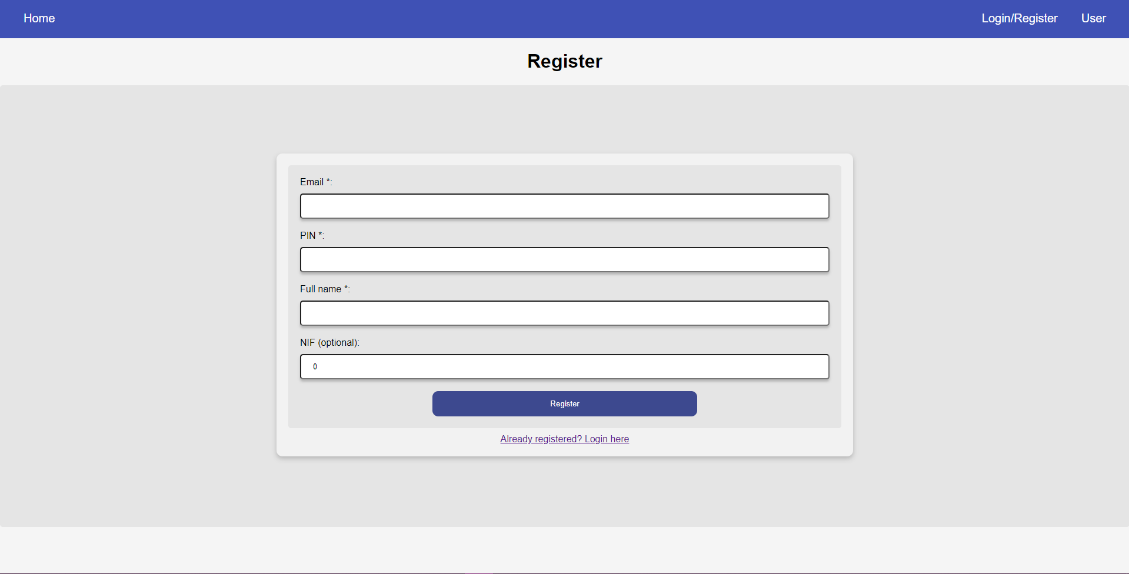 Home Login/Register User
Register
Email *:
PIN *:
Full name *:
NIF (optional):
0
Register
Already registered? Login here